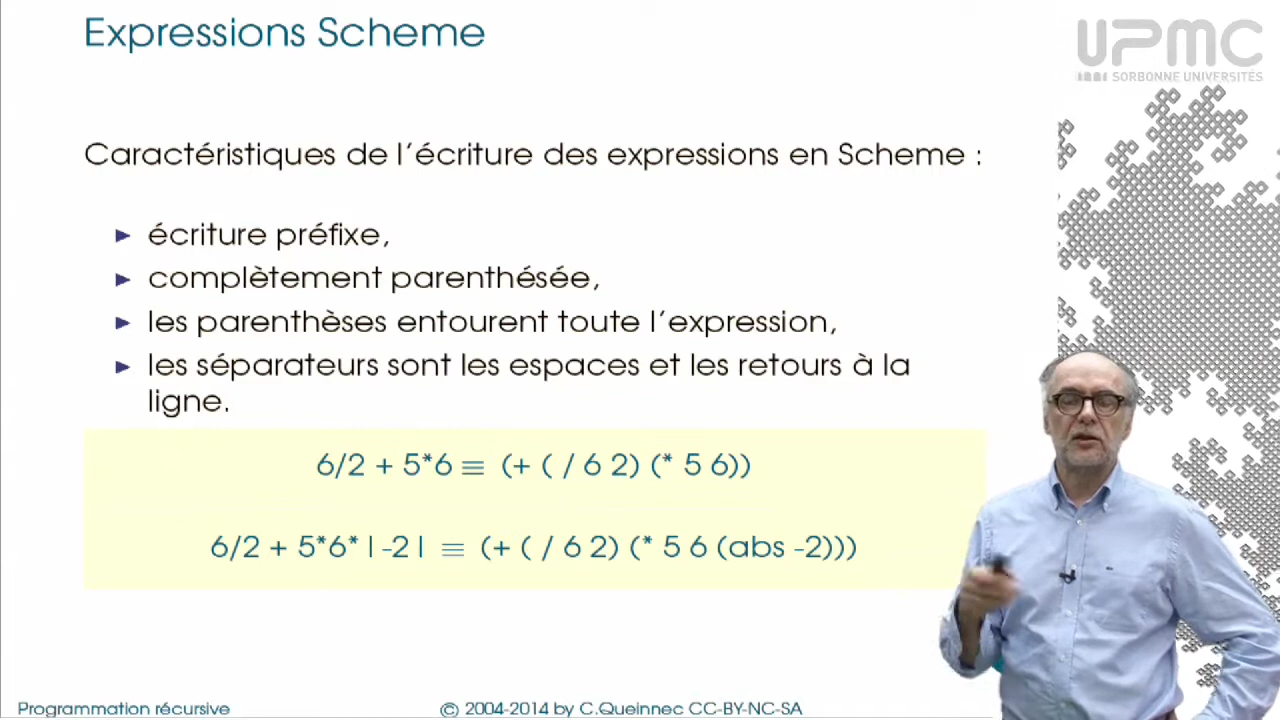 Expressions Scheme
UPMC
SORBONNE UNIVERSITÉS
Caractéristiques de l'écriture des expressions en Scheme :
► écriture préfixe,
► complètement parenthésée,
► les parenthèses entourent toute l'expression,
► les séparateurs sont les espaces et les retours à la
ligne.
6/2 + 5*6 ≡ (+ ( / 6 2) (* 5 6))
6/2 + 5*6* | -2 | ≡ (+ ( / 6 2) (* 5 6 (abs -2)))
Programmation récursive
© 2004-2014 by C.Queinnec CC-BY-NC-SA